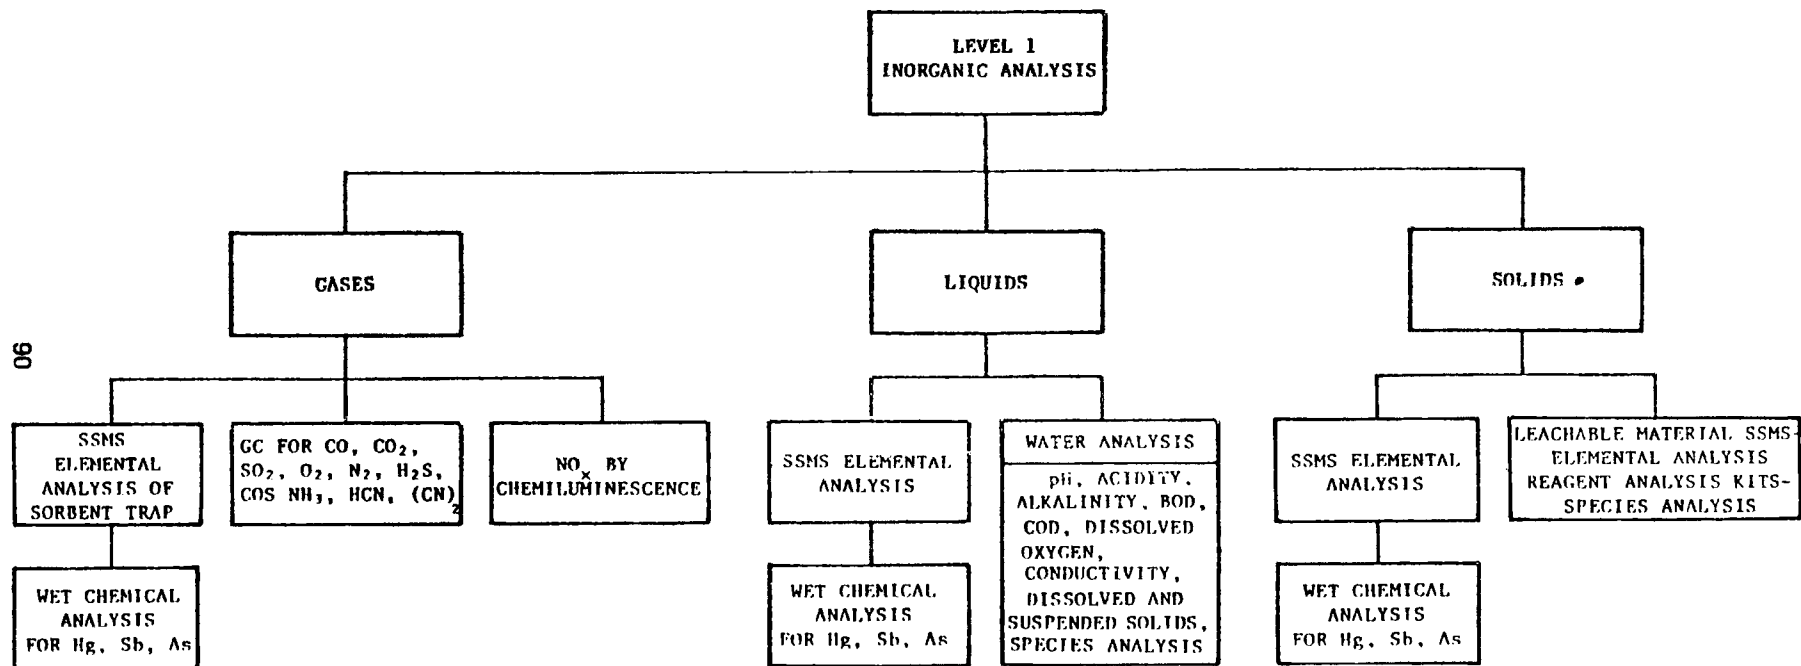 LEVEL 1
INORGANIC ANALYSIS
GASES
LIQUIDS
SOLIDS
90
SSMS
ELEMENTAL
ANALYSIS OF
SORBENT TRAP
GC FOR CO, CO₂,
SO₂, O₂, N₂, H₂S,
COS NH₃, HCN, (CN)₂
NOₓ BY
CHEMILUMINESCENCE
SSMS ELEMENTAL
ANALYSIS
WATER ANALYSIS
pH, ACIDITY,
ALKALINITY, BOD,
COD, DISSOLVED
OXYGEN,
CONDUCTIVITY,
DISSOLVED AND
SUSPENDED SOLIDS,
SPECIES ANALYSIS
SSMS ELEMENTAL
ANALYSIS
LEACHABLE MATERIAL SSMS-
ELEMENTAL ANALYSIS
REAGENT ANALYSIS KITS-
SPECIES ANALYSIS
WET CHEMICAL
ANALYSIS
FOR Hg, Sb, As
WET CHEMICAL
ANALYSIS
FOR Hg, Sb, As
WET CHEMICAL
ANALYSIS
FOR Hg, Sb, As